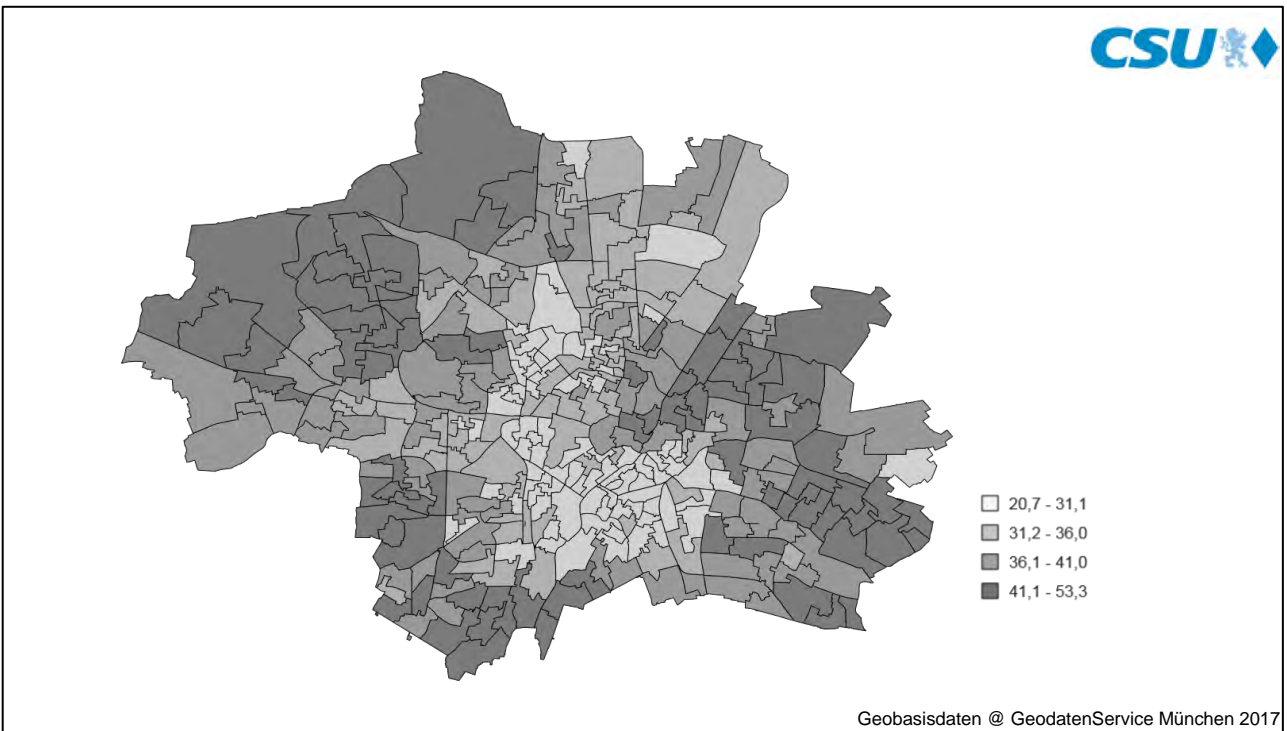 CSU
20,7 - 31,1
31,2 - 36,0
36,1 - 41,0
41,1 - 53,3
Geobasisdaten @ GeodatenService München 2017